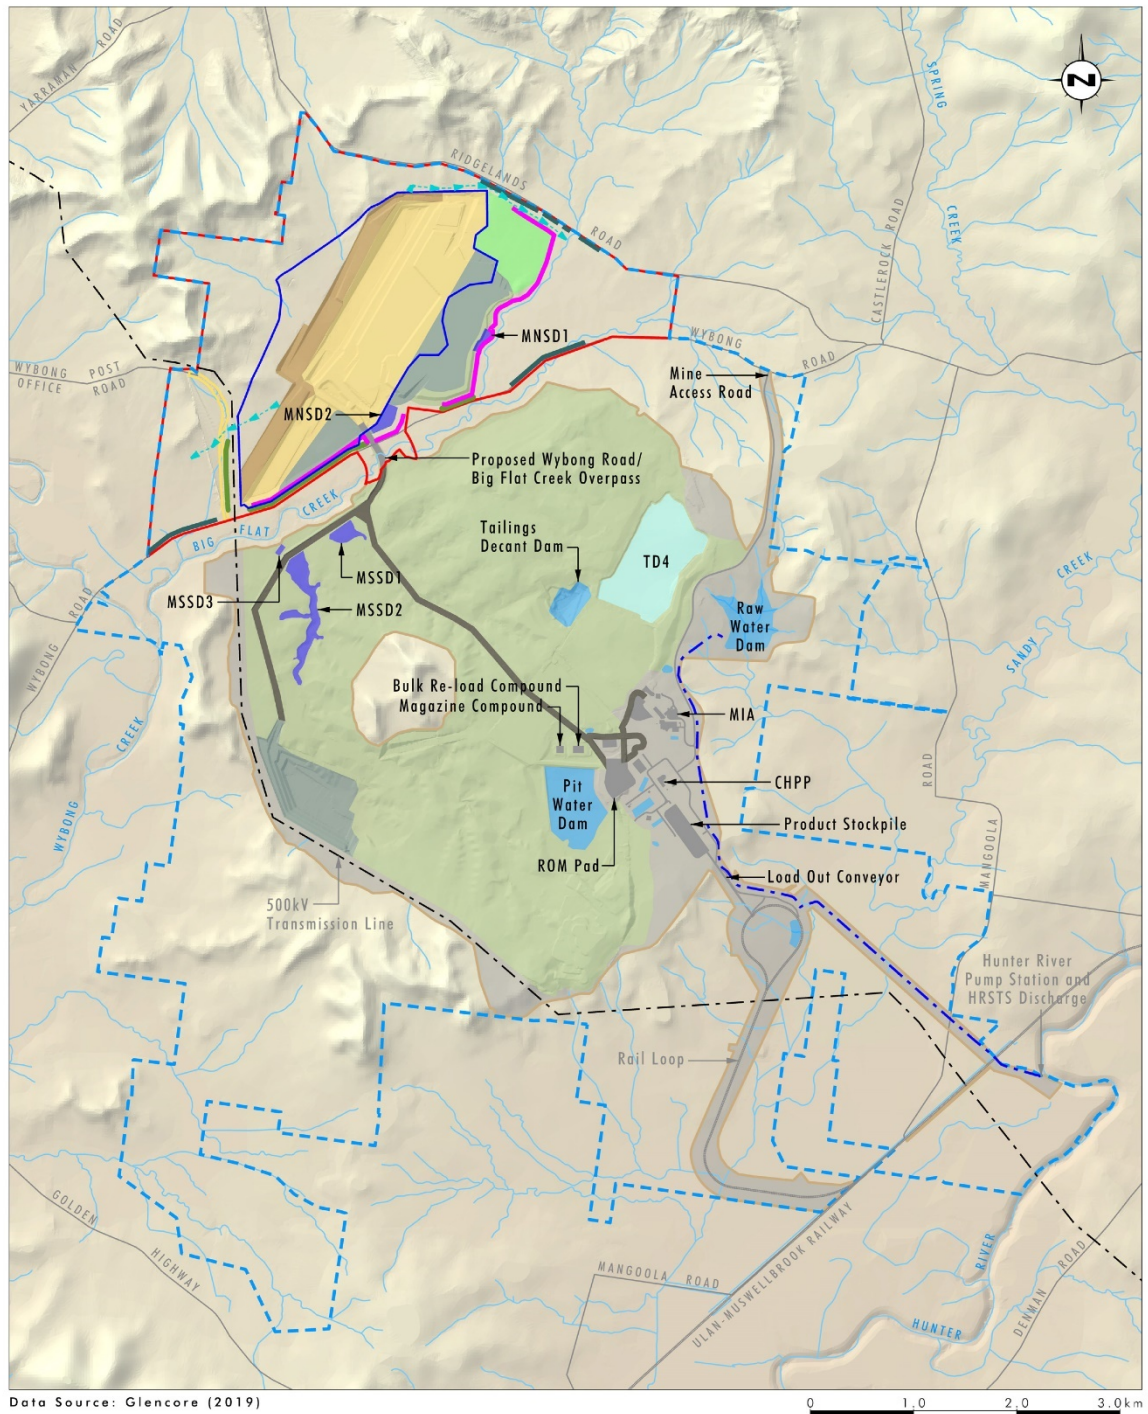 YARRAMAN ROAD
SPRING
CREEK
N
RIDGELANDS
ROAD
CASTLEROCK ROAD
WYBONG
ROAD
MNSD1
WYBONG POST
OFFICE ROAD
Mine
Access Road
MNSD2
Proposed Wybong Road/
Big Flat Creek Overpass
BIG FLAT CREEK
Tailings
Decant Dam
TD4
MSSD1
MSSD3
MSSD2
Raw
Water
Dam
SANDY
CREEK
WYBONG
ROAD
Bulk Re-load Compound
Magazine Compound
MIA
WYBONG
CREEK
Pit
Water
Dam
CHPP
ROAD
MANGOOLA
Product Stockpile
ROM Pad
Load Out Conveyor
500kV
Transmission Line
Hunter River
Pump Station and
HRSTS Discharge
Rail Loop
GOLDEN
HIGHWAY
MANGOOLA ROAD
ULAN-MUSWELLBROOK RAILWAY
HUNTER
RIVER
DENMAN ROAD
Data Source: Glencore (2019)
0 1.0 2.0 3.0km